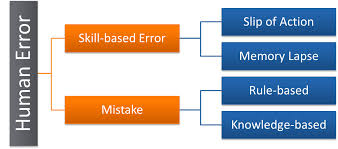 Human Error
Skill-based Error
Slip of Action
Memory Lapse
Mistake
Rule-based
Knowledge-based